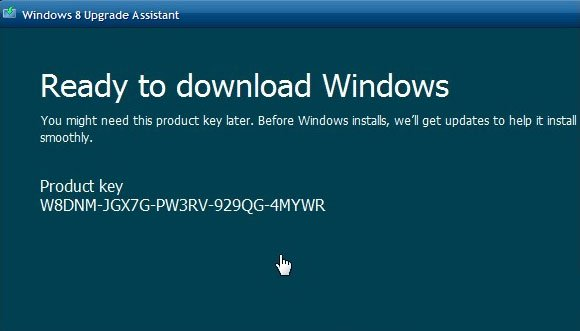 Windows 8 Upgrade Assistant
Ready to download Windows
You might need this product key later. Before Windows installs, we'll get updates to help it install
smoothly.
Product key
W8DNM-JGX7G-PW3RV-929QG-4MYWR